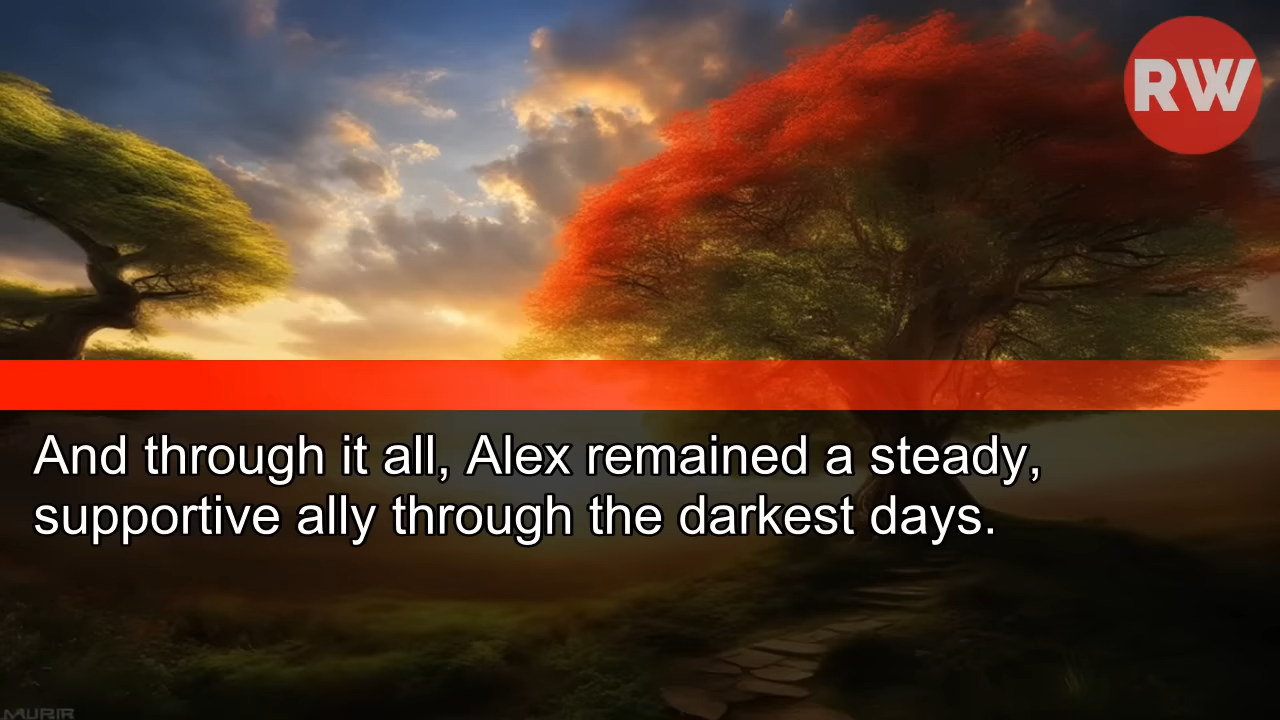 RW
And through it all, Alex remained a steady,
supportive ally through the darkest days.